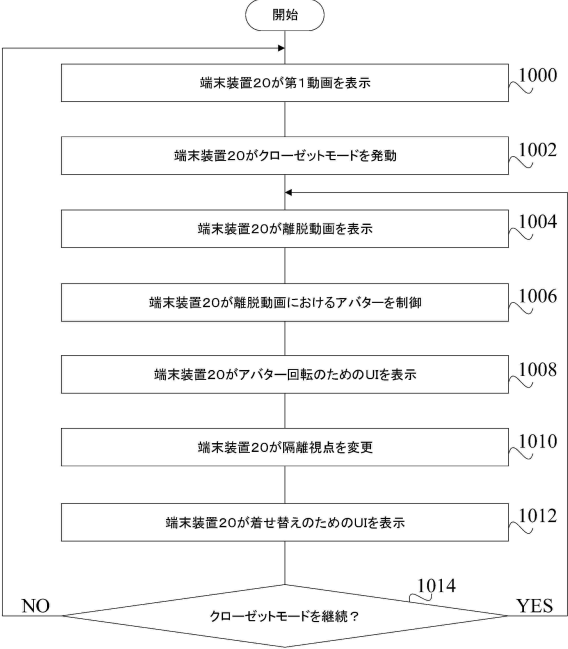 開始
端末装置20が第1動画を表示
1000
端末装置20がクローゼットモードを発動
1002
端末装置20が離脱動画を表示
1004
端末装置20が離脱動画におけるアバターを制御
1006
端末装置20がアバター回転のためのUIを表示
1008
端末装置20が隔離視点を変更
1010
端末装置20が着せ替えのためのUIを表示
1012
1014
NO
クローゼットモードを継続?
YES